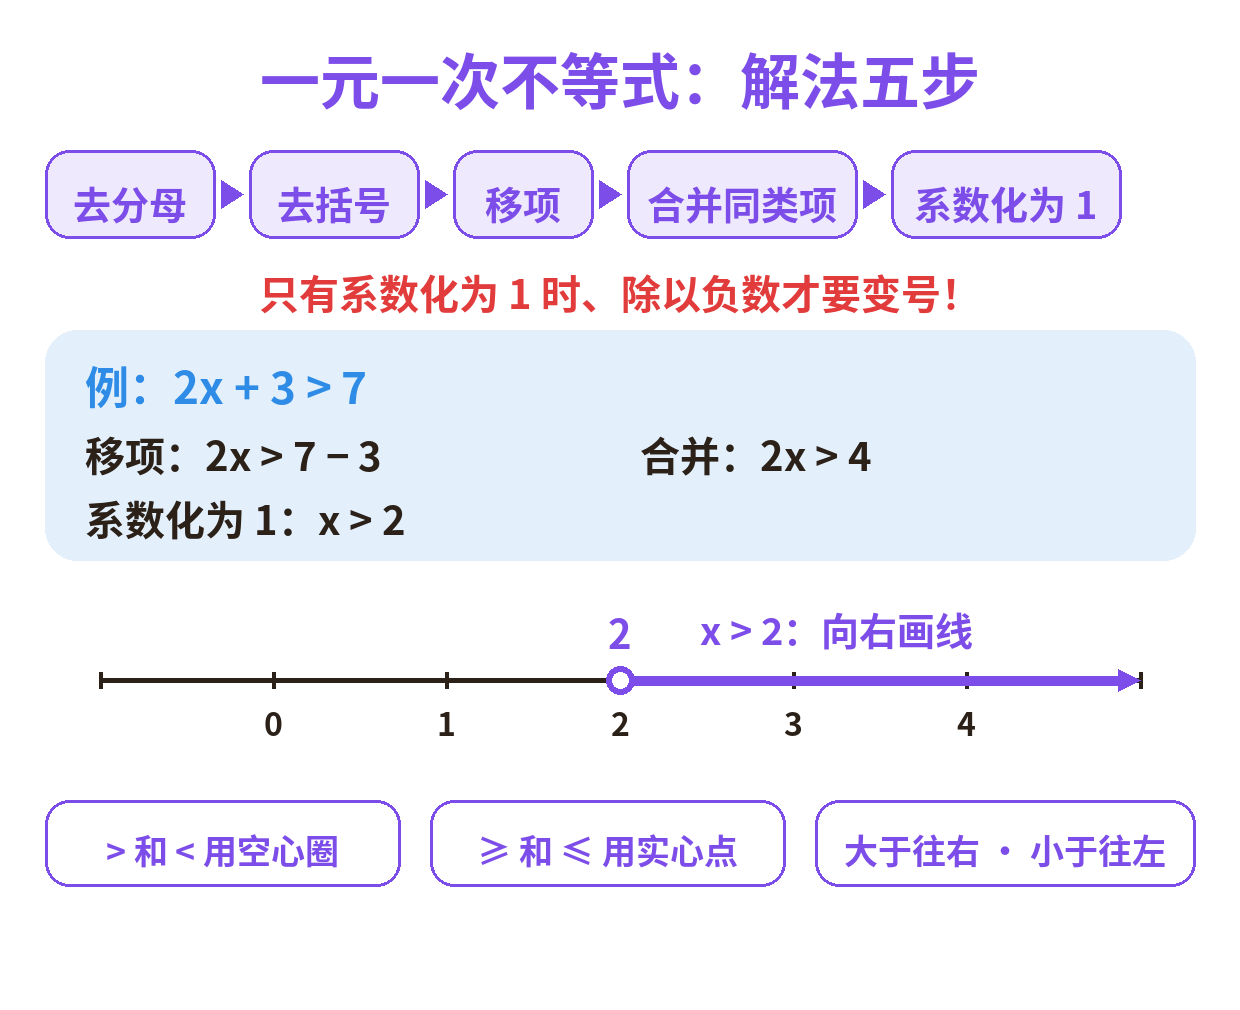 一元一次不等式：解法五步
去分母 去括号 移项 合并同类项 系数化为 1
只有系数化为 1 时、除以负数才要变号！
例：2x + 3 > 7
移项：2x > 7 − 3 合并：2x > 4
系数化为 1：x > 2
2 x > 2：向右画线
0 1 2 3 4
> 和 < 用空心圈 ⩾ 和 ⩽ 用实心点 大于往右 · 小于往左